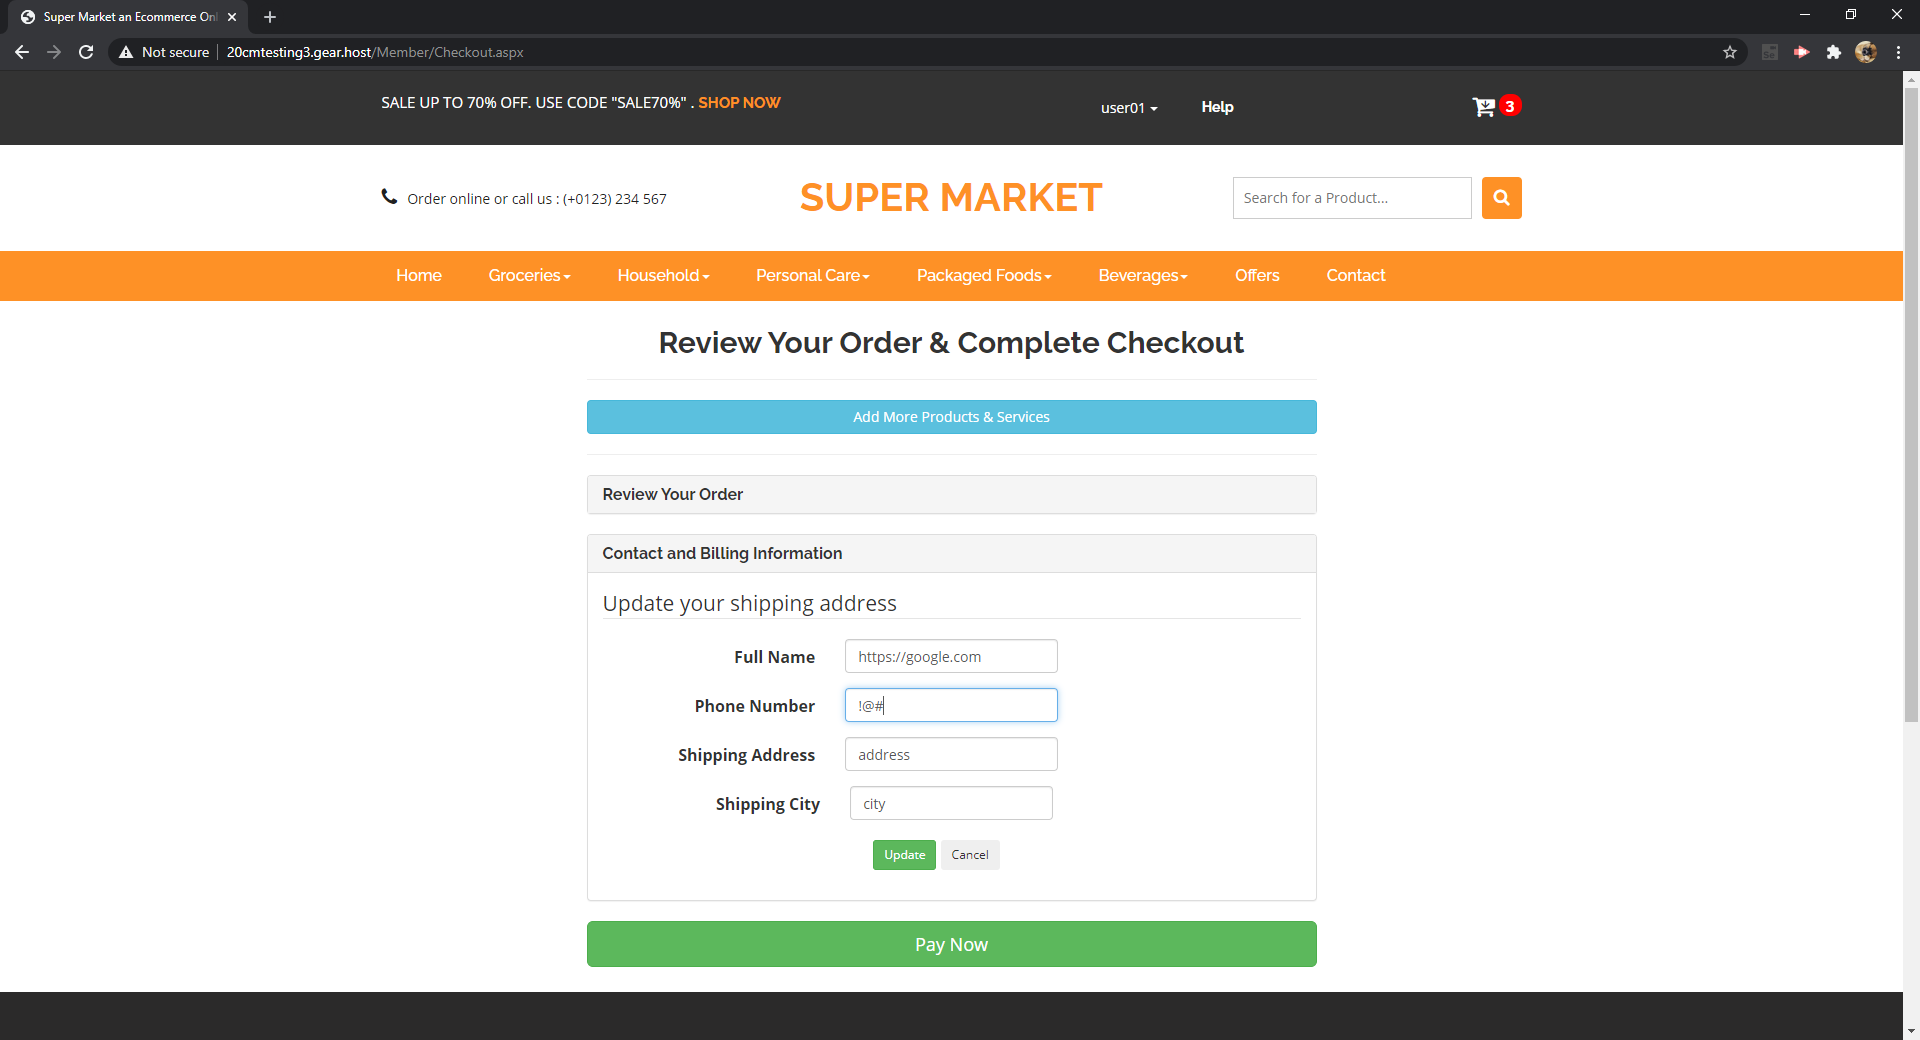 Super Market an Ecommerce Onl
Not secure
20cmtesting3.gear.host/Member/Checkout.aspx
SALE UP TO 70% OFF. USE CODE "SALE70%" . SHOP NOW
user01
Help
3
Order online or call us : (+0123) 234 567
SUPER MARKET
Search for a Product...
Home
Groceries
Household
Personal Care
Packaged Foods
Beverages
Offers
Contact
Review Your Order & Complete Checkout
Add More Products & Services
Review Your Order
Contact and Billing Information
Update your shipping address
Full Name
https://google.com
Phone Number
!@#
Shipping Address
address
Shipping City
city
Update
Cancel
Pay Now